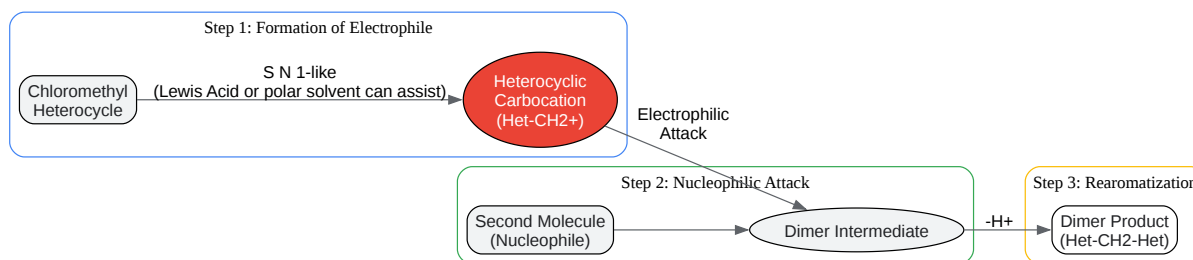 Step 1: Formation of Electrophile
Chloromethyl
Heterocycle
S N 1-like
(Lewis Acid or polar solvent can assist)
Heterocyclic
Carbocation
(Het-CH2+)
Electrophilic
Attack
Step 2: Nucleophilic Attack
Second Molecule
(Nucleophile)
Dimer Intermediate
-H+
Step 3: Rearomatization
Dimer Product
(Het-CH2-Het)